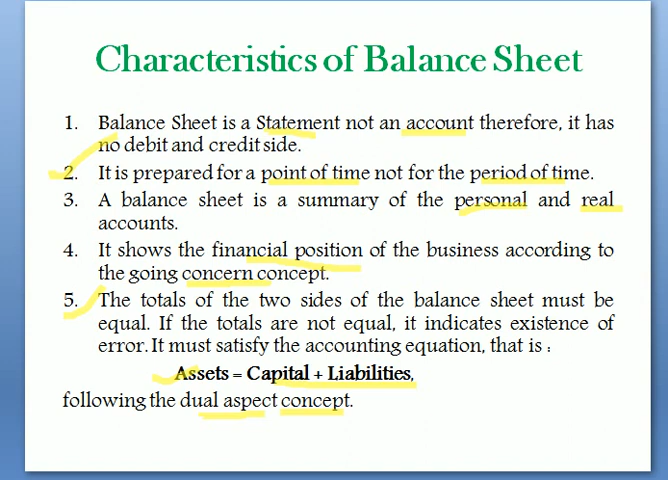 Characteristics of Balance Sheet
1. Balance Sheet is a Statement not an account therefore, it has
no debit and credit side.
2. It is prepared for a point of time not for the period of time.
3. A balance sheet is a summary of the personal and real
accounts.
4. It shows the financial position of the business according to
the going concern concept.
5. The totals of the two sides of the balance sheet must be
equal. If the totals are not equal, it indicates existence of
error. It must satisfy the accounting equation, that is :
Assets = Capital + Liabilities,
following the dual aspect concept.